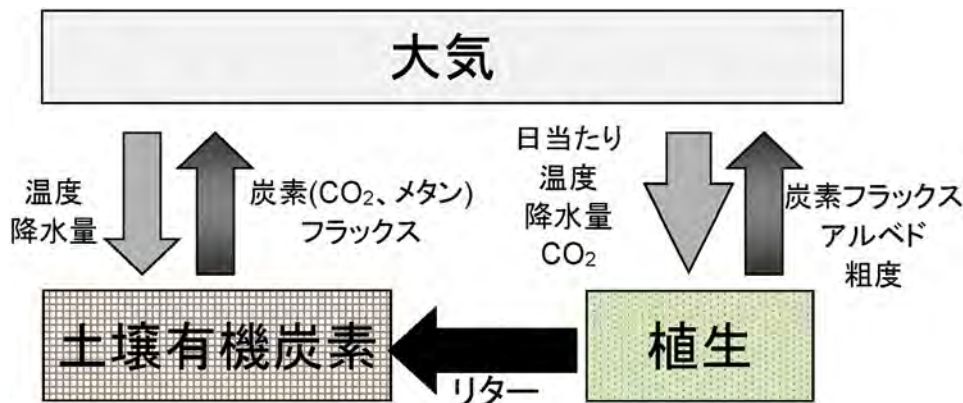 大気
温度
降水量
炭素(CO₂、メタン)
フラックス
日当たり
温度
降水量
CO₂
炭素フラックス
アルベド
粗度
土壌有機炭素
リター
植生